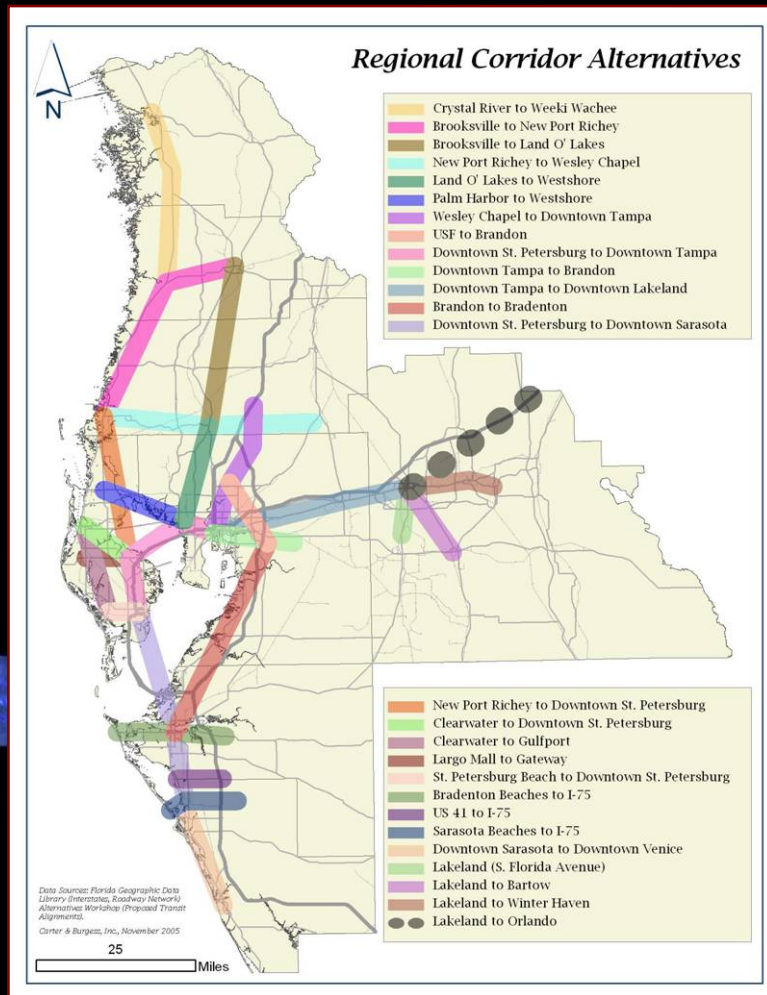 Regional Corridor Alternatives
N
Crystal River to Weeki Wachee
Brooksville to New Port Richey
Brooksville to Land O' Lakes
New Port Richey to Wesley Chapel
Land O' Lakes to Westshore
Palm Harbor to Westshore
Wesley Chapel to Downtown Tampa
USF to Brandon
Downtown St. Petersburg to Downtown Tampa
Downtown Tampa to Brandon
Downtown Tampa to Downtown Lakeland
Brandon to Bradenton
Downtown St. Petersburg to Downtown Sarasota
New Port Richey to Downtown St. Petersburg
Clearwater to Downtown St. Petersburg
Clearwater to Gulfport
Largo Mall to Gateway
St. Petersburg Beach to Downtown St. Petersburg
Bradenton Beaches to I-75
US 41 to I-75
Sarasota Beaches to I-75
Downtown Sarasota to Downtown Venice
Lakeland (S. Florida Avenue)
Lakeland to Bartow
Lakeland to Winter Haven
Lakeland to Orlando
Data Sources: Florida Geographic Data
Library (Interstates, Roadway Network)
Alternatives Workshop (Proposed Transit
Alignments).
Carter & Burgess, Inc., November 2005
25
Miles